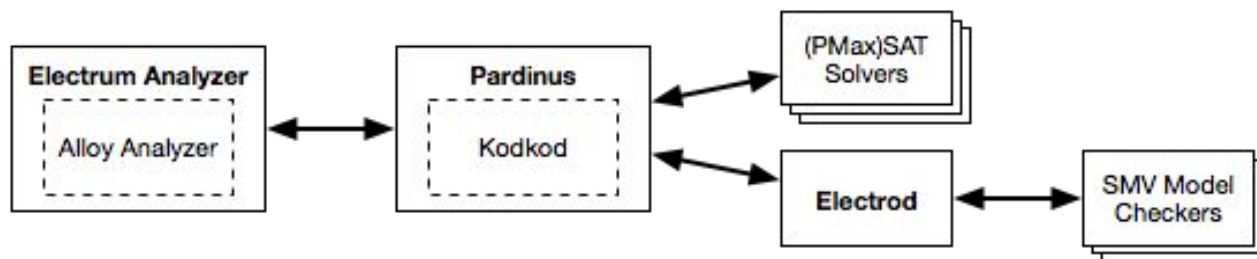 Electrum Analyzer
Alloy Analyzer
Pardinus
Kodkod
(PMax)SAT
Solvers
Electrod
SMV Model
Checkers